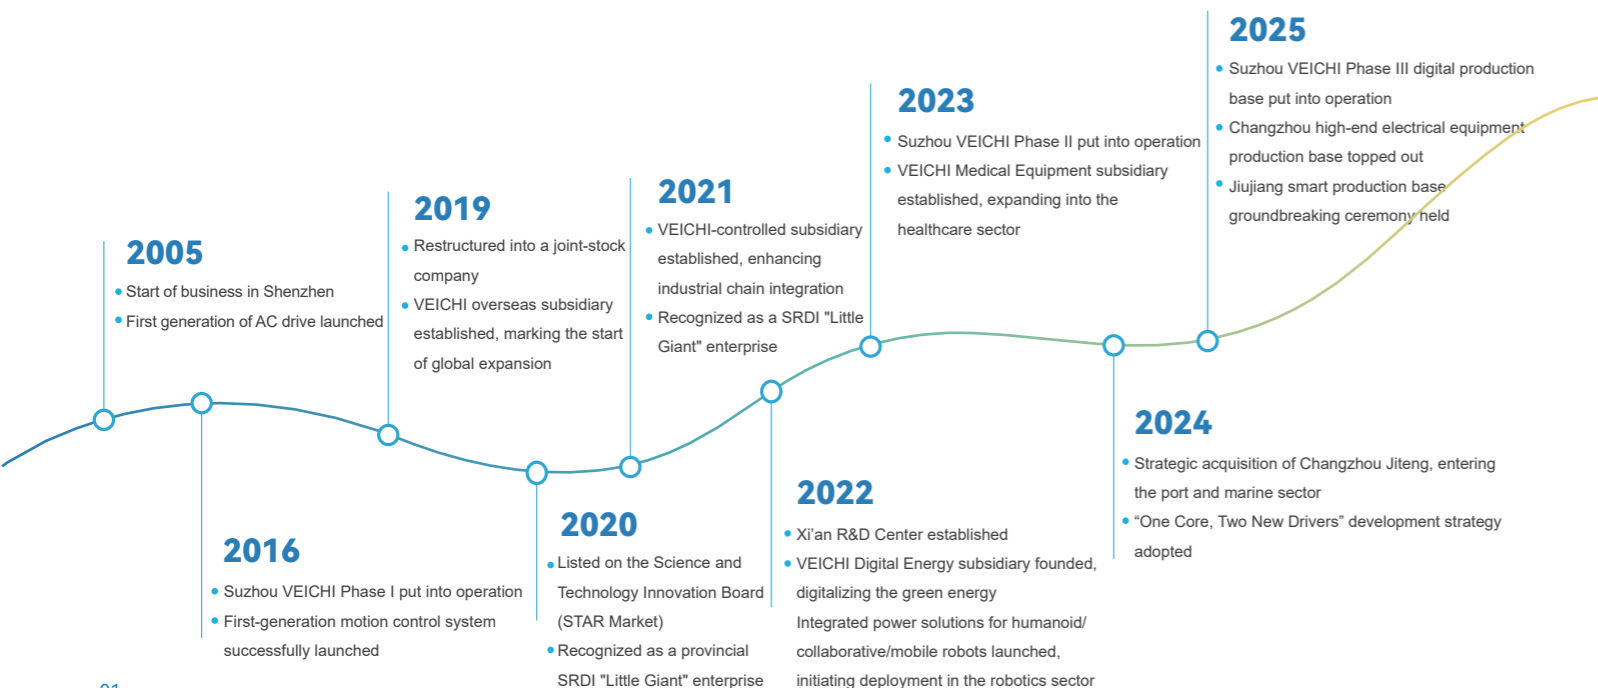 2005
Start of business in Shenzhen
First generation of AC drive launched
2016
Suzhou VEICHI Phase I put into operation
First-generation motion control system
successfully launched
2019
Restructured into a joint-stock
company
VEICHI overseas subsidiary
established, marking the start
of global expansion
2020
Listed on the Science and
Technology Innovation Board
(STAR Market)
Recognized as a provincial
SRDI "Little Giant" enterprise
2021
VEICHI-controlled subsidiary
established, enhancing
industrial chain integration
Recognized as a SRDI "Little
Giant" enterprise
2022
Xi'an R&D Center established
VEICHI Digital Energy subsidiary founded,
digitalizing the green energy
Integrated power solutions for humanoid/
collaborative/mobile robots launched,
initiating deployment in the robotics sector
2023
Suzhou VEICHI Phase II put into operation
VEICHI Medical Equipment subsidiary
established, expanding into the
healthcare sector
2024
Strategic acquisition of Changzhou Jiteng, entering
the port and marine sector
“One Core, Two New Drivers” development strategy
adopted
2025
Suzhou VEICHI Phase III digital production
base put into operation
Changzhou high-end electrical equipment
production base topped out
Jiujiang smart production base
groundbreaking ceremony held